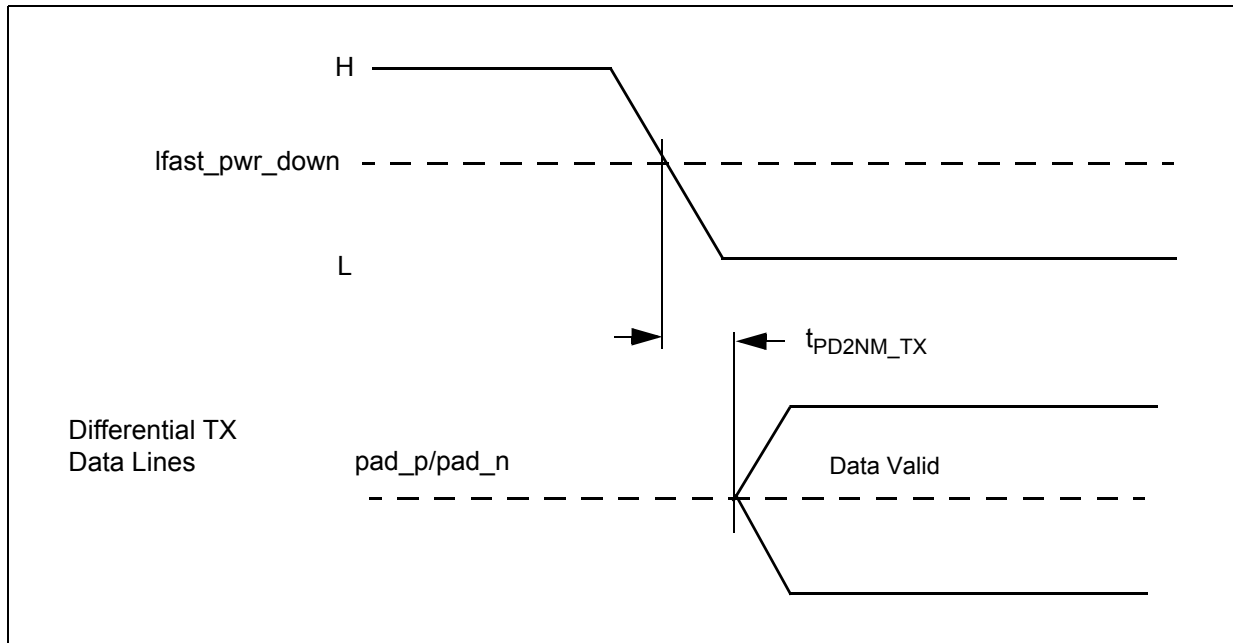 H
lfast_pwr_down
L
tPD2NM_TX
Differential TX
Data Lines
pad_p/pad_n
Data Valid